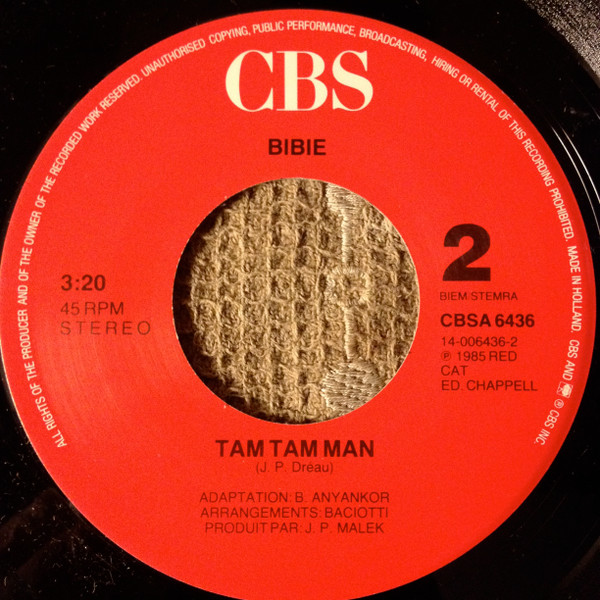 ALL RIGHTS OF THE PRODUCER AND OF THE OWNER OF THE RECORDED WORK RESERVED. UNAUTHORISED COPYING, PUBLIC PERFORMANCE, BROADCASTING, HIRING OR RENTAL OF THIS RECORDING PROHIBITED. MADE IN HOLLAND. CBS AND ℗ CBS INC.
CBS
BIBIE
2
3:20
45 RPM
STEREO
BIEM/STEMRA
CBSA 6436
14-006436-2
℗ 1985 RED
CAT
ED. CHAPPELL
TAM TAM MAN
(J. P. Dréau)
ADAPTATION: B. ANYANKOR
ARRANGEMENTS: BACIOTTI
PRODUIT PAR: J. P. MALEK